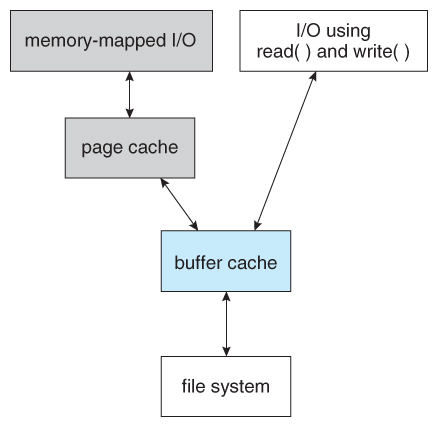 memory-mapped I/O
I/O using
read( ) and write( )
page cache
buffer cache
file system